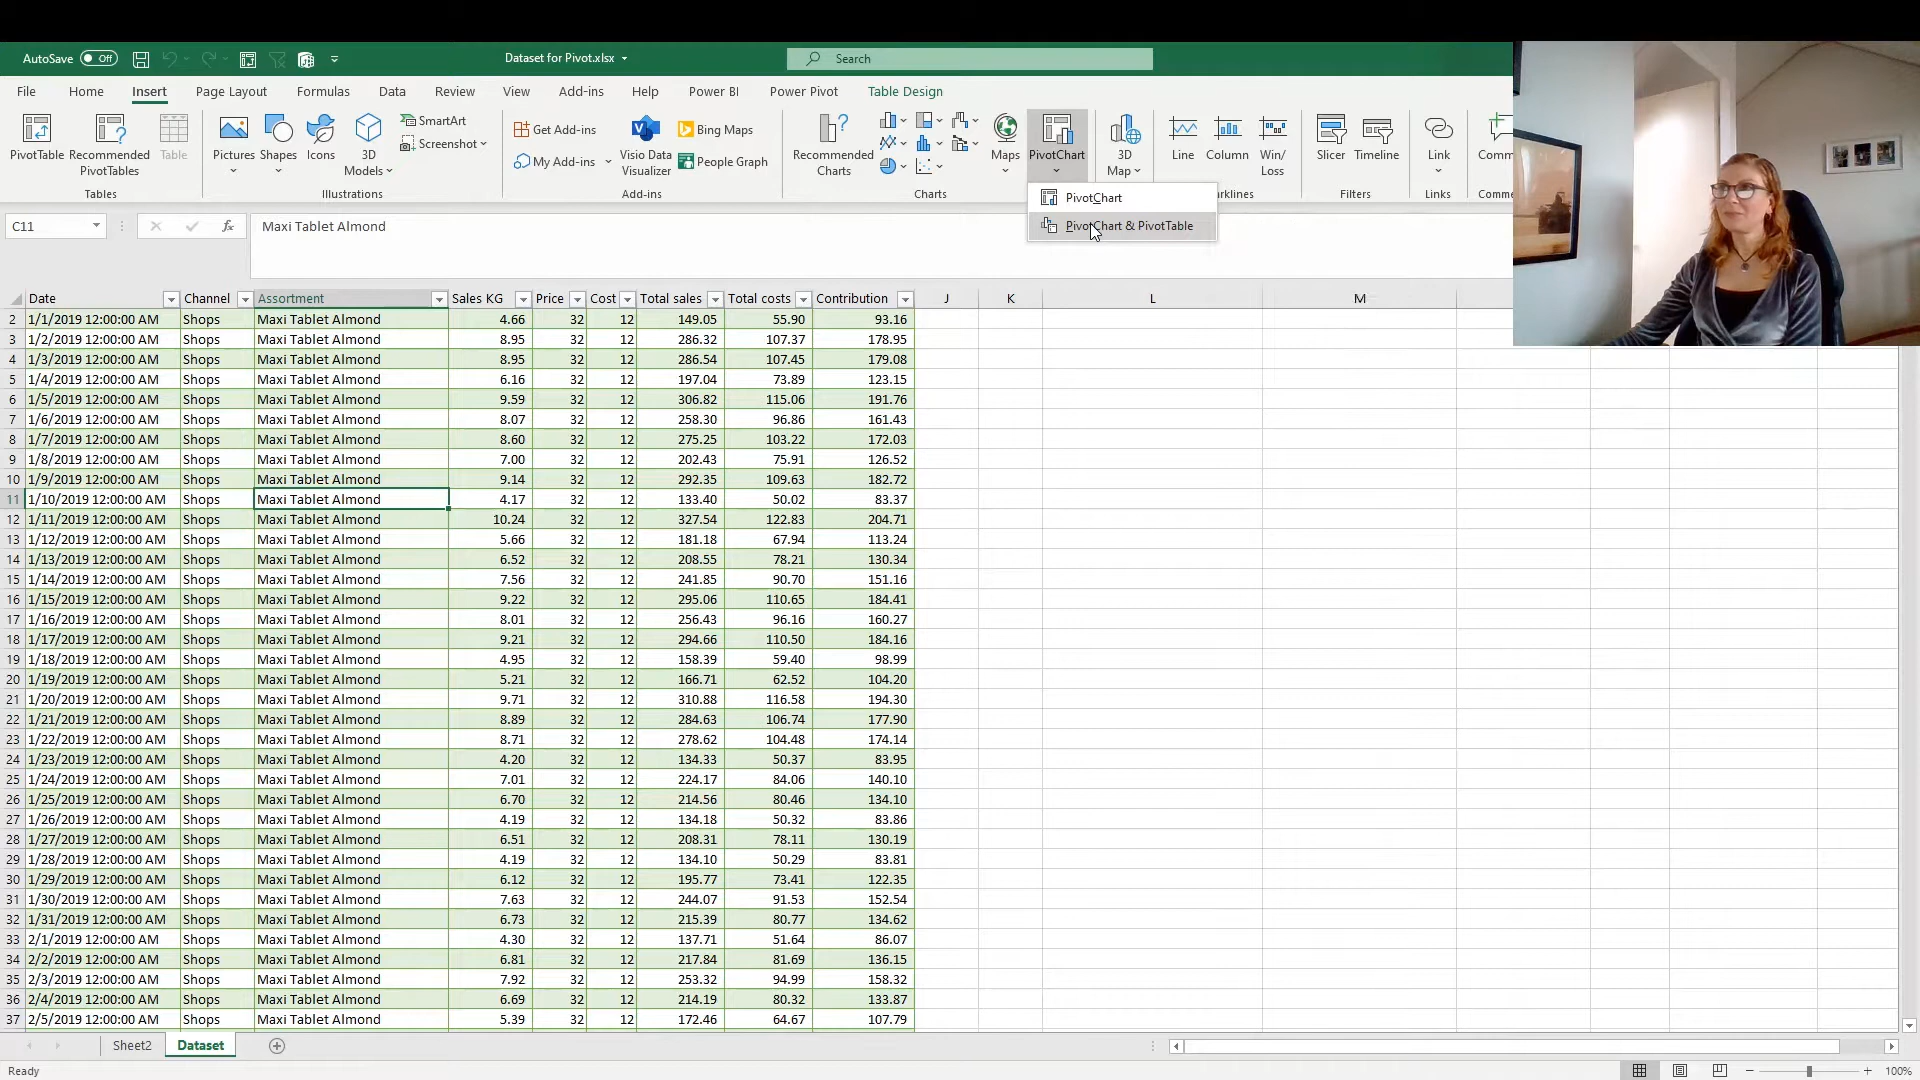 AutoSave Off Dataset for Pivot.xlsx Search
File Home Insert Page Layout Formulas Data Review View Add-ins Help Power BI Power Pivot Table Design
PivotTable Recommended PivotTables Table
Tables
Pictures Shapes Icons 3D Models SmartArt Screenshot
Illustrations
Get Add-ins My Add-ins Visio Data Visualizer Bing Maps People Graph
Add-ins
Recommended Charts Maps PivotChart
Charts
3D Map
Line Column Win/Loss
rklines
Slicer Timeline
Filters
Link
Links
Comm
Comme
PivotChart
PivotChart & PivotTable
C11 fx Maxi Tablet Almond
Date Channel Assortment Sales KG Price Cost Total sales Total costs Contribution J K L M
2 1/1/2019 12:00:00 AM Shops Maxi Tablet Almond 4.66 32 12 149.05 55.90 93.16
3 1/2/2019 12:00:00 AM Shops Maxi Tablet Almond 8.95 32 12 286.32 107.37 178.95
4 1/3/2019 12:00:00 AM Shops Maxi Tablet Almond 8.95 32 12 286.54 107.45 179.08
5 1/4/2019 12:00:00 AM Shops Maxi Tablet Almond 6.16 32 12 197.04 73.89 123.15
6 1/5/2019 12:00:00 AM Shops Maxi Tablet Almond 9.59 32 12 306.82 115.06 191.76
7 1/6/2019 12:00:00 AM Shops Maxi Tablet Almond 8.07 32 12 258.30 96.86 161.43
8 1/7/2019 12:00:00 AM Shops Maxi Tablet Almond 8.60 32 12 275.25 103.22 172.03
9 1/8/2019 12:00:00 AM Shops Maxi Tablet Almond 7.00 32 12 202.43 75.91 126.52
10 1/9/2019 12:00:00 AM Shops Maxi Tablet Almond 9.14 32 12 292.35 109.63 182.72
11 1/10/2019 12:00:00 AM Shops Maxi Tablet Almond 4.17 32 12 133.40 50.02 83.37
12 1/11/2019 12:00:00 AM Shops Maxi Tablet Almond 10.24 32 12 327.54 122.83 204.71
13 1/12/2019 12:00:00 AM Shops Maxi Tablet Almond 5.66 32 12 181.18 67.94 113.24
14 1/13/2019 12:00:00 AM Shops Maxi Tablet Almond 6.52 32 12 208.55 78.21 130.34
15 1/14/2019 12:00:00 AM Shops Maxi Tablet Almond 7.56 32 12 241.85 90.70 151.16
16 1/15/2019 12:00:00 AM Shops Maxi Tablet Almond 9.22 32 12 295.06 110.65 184.41
17 1/16/2019 12:00:00 AM Shops Maxi Tablet Almond 8.01 32 12 256.43 96.16 160.27
18 1/17/2019 12:00:00 AM Shops Maxi Tablet Almond 9.21 32 12 294.66 110.50 184.16
19 1/18/2019 12:00:00 AM Shops Maxi Tablet Almond 4.95 32 12 158.39 59.40 98.99
20 1/19/2019 12:00:00 AM Shops Maxi Tablet Almond 5.21 32 12 166.71 62.52 104.20
21 1/20/2019 12:00:00 AM Shops Maxi Tablet Almond 9.71 32 12 310.88 116.58 194.30
22 1/21/2019 12:00:00 AM Shops Maxi Tablet Almond 8.89 32 12 284.63 106.74 177.90
23 1/22/2019 12:00:00 AM Shops Maxi Tablet Almond 8.71 32 12 278.62 104.48 174.14
24 1/23/2019 12:00:00 AM Shops Maxi Tablet Almond 4.20 32 12 134.33 50.37 83.95
25 1/24/2019 12:00:00 AM Shops Maxi Tablet Almond 7.01 32 12 224.17 84.06 140.10
26 1/25/2019 12:00:00 AM Shops Maxi Tablet Almond 6.70 32 12 214.56 80.46 134.10
27 1/26/2019 12:00:00 AM Shops Maxi Tablet Almond 4.19 32 12 134.18 50.32 83.86
28 1/27/2019 12:00:00 AM Shops Maxi Tablet Almond 6.51 32 12 208.31 78.11 130.19
29 1/28/2019 12:00:00 AM Shops Maxi Tablet Almond 4.19 32 12 134.10 50.29 83.81
30 1/29/2019 12:00:00 AM Shops Maxi Tablet Almond 6.12 32 12 195.77 73.41 122.35
31 1/30/2019 12:00:00 AM Shops Maxi Tablet Almond 7.63 32 12 244.07 91.53 152.54
32 1/31/2019 12:00:00 AM Shops Maxi Tablet Almond 6.73 32 12 215.39 80.77 134.62
33 2/1/2019 12:00:00 AM Shops Maxi Tablet Almond 4.30 32 12 137.71 51.64 86.07
34 2/2/2019 12:00:00 AM Shops Maxi Tablet Almond 6.81 32 12 217.84 81.69 136.15
35 2/3/2019 12:00:00 AM Shops Maxi Tablet Almond 7.92 32 12 253.32 94.99 158.32
36 2/4/2019 12:00:00 AM Shops Maxi Tablet Almond 6.69 32 12 214.19 80.32 133.87
37 2/5/2019 12:00:00 AM Shops Maxi Tablet Almond 5.39 32 12 172.46 64.67 107.79
Sheet2 Dataset
Ready 100%